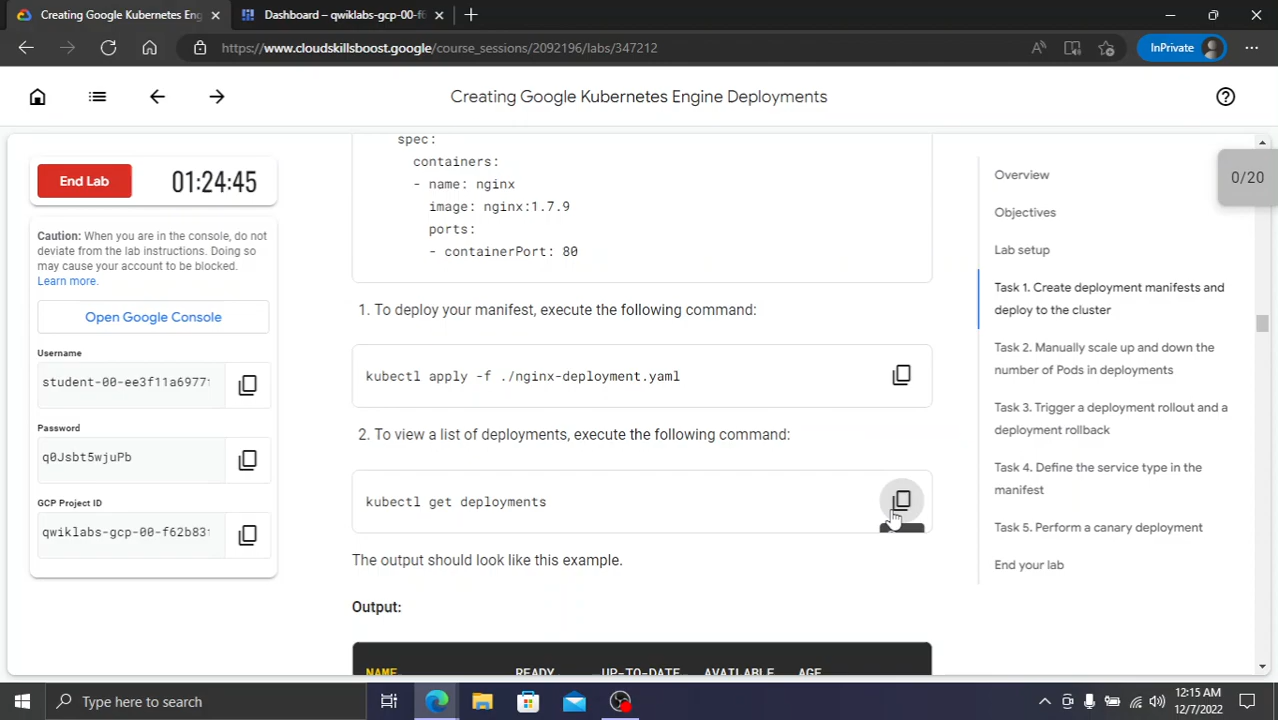 Creating Google Kubernetes Eng
Dashboard – qwiklabs-gcp-00-f6
https://www.cloudskillsboost.google/course_sessions/2092196/labs/347212
InPrivate
Creating Google Kubernetes Engine Deployments
End Lab
01:24:45
Caution: When you are in the console, do not
deviate from the lab instructions. Doing so
may cause your account to be blocked.
Learn more.
Open Google Console
Username
student-00-ee3f11a6977
Password
q0Jsbt5wjuPb
GCP Project ID
qwiklabs-gcp-00-f62b83
spec:
containers:
- name: nginx
image: nginx:1.7.9
ports:
- containerPort: 80
1. To deploy your manifest, execute the following command:
kubectl apply -f ./nginx-deployment.yaml
2. To view a list of deployments, execute the following command:
kubectl get deployments
The output should look like this example.
Output:
NAME READY UP-TO-DATE AVAILABLE AGE
Overview
Objectives
Lab setup
Task 1. Create deployment manifests and
deploy to the cluster
Task 2. Manually scale up and down the
number of Pods in deployments
Task 3. Trigger a deployment rollout and a
deployment rollback
Task 4. Define the service type in the
manifest
Task 5. Perform a canary deployment
End your lab
0/20
Type here to search
12:15 AM
12/7/2022